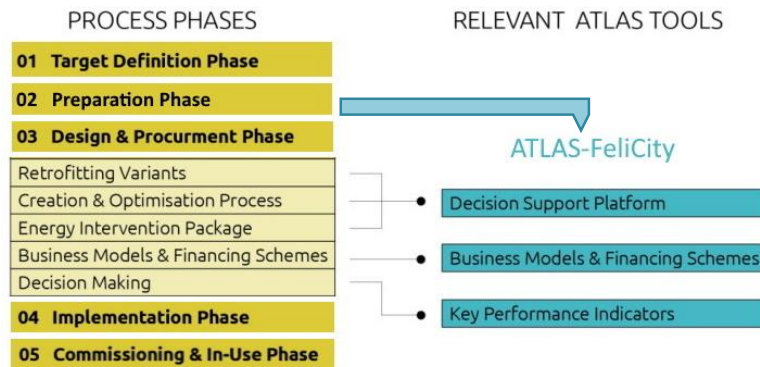 PROCESS PHASES
RELEVANT ATLAS TOOLS
01 Target Definition Phase
02 Preparation Phase
03 Design & Procurment Phase
ATLAS-FeliCity
Retrofitting Variants
Creation & Optimisation Process
Energy Intervention Package
Business Models & Financing Schemes
Decision Making
Decision Support Platform
Business Models & Financing Schemes
Key Performance Indicators
04 Implementation Phase
05 Commissioning & In-Use Phase